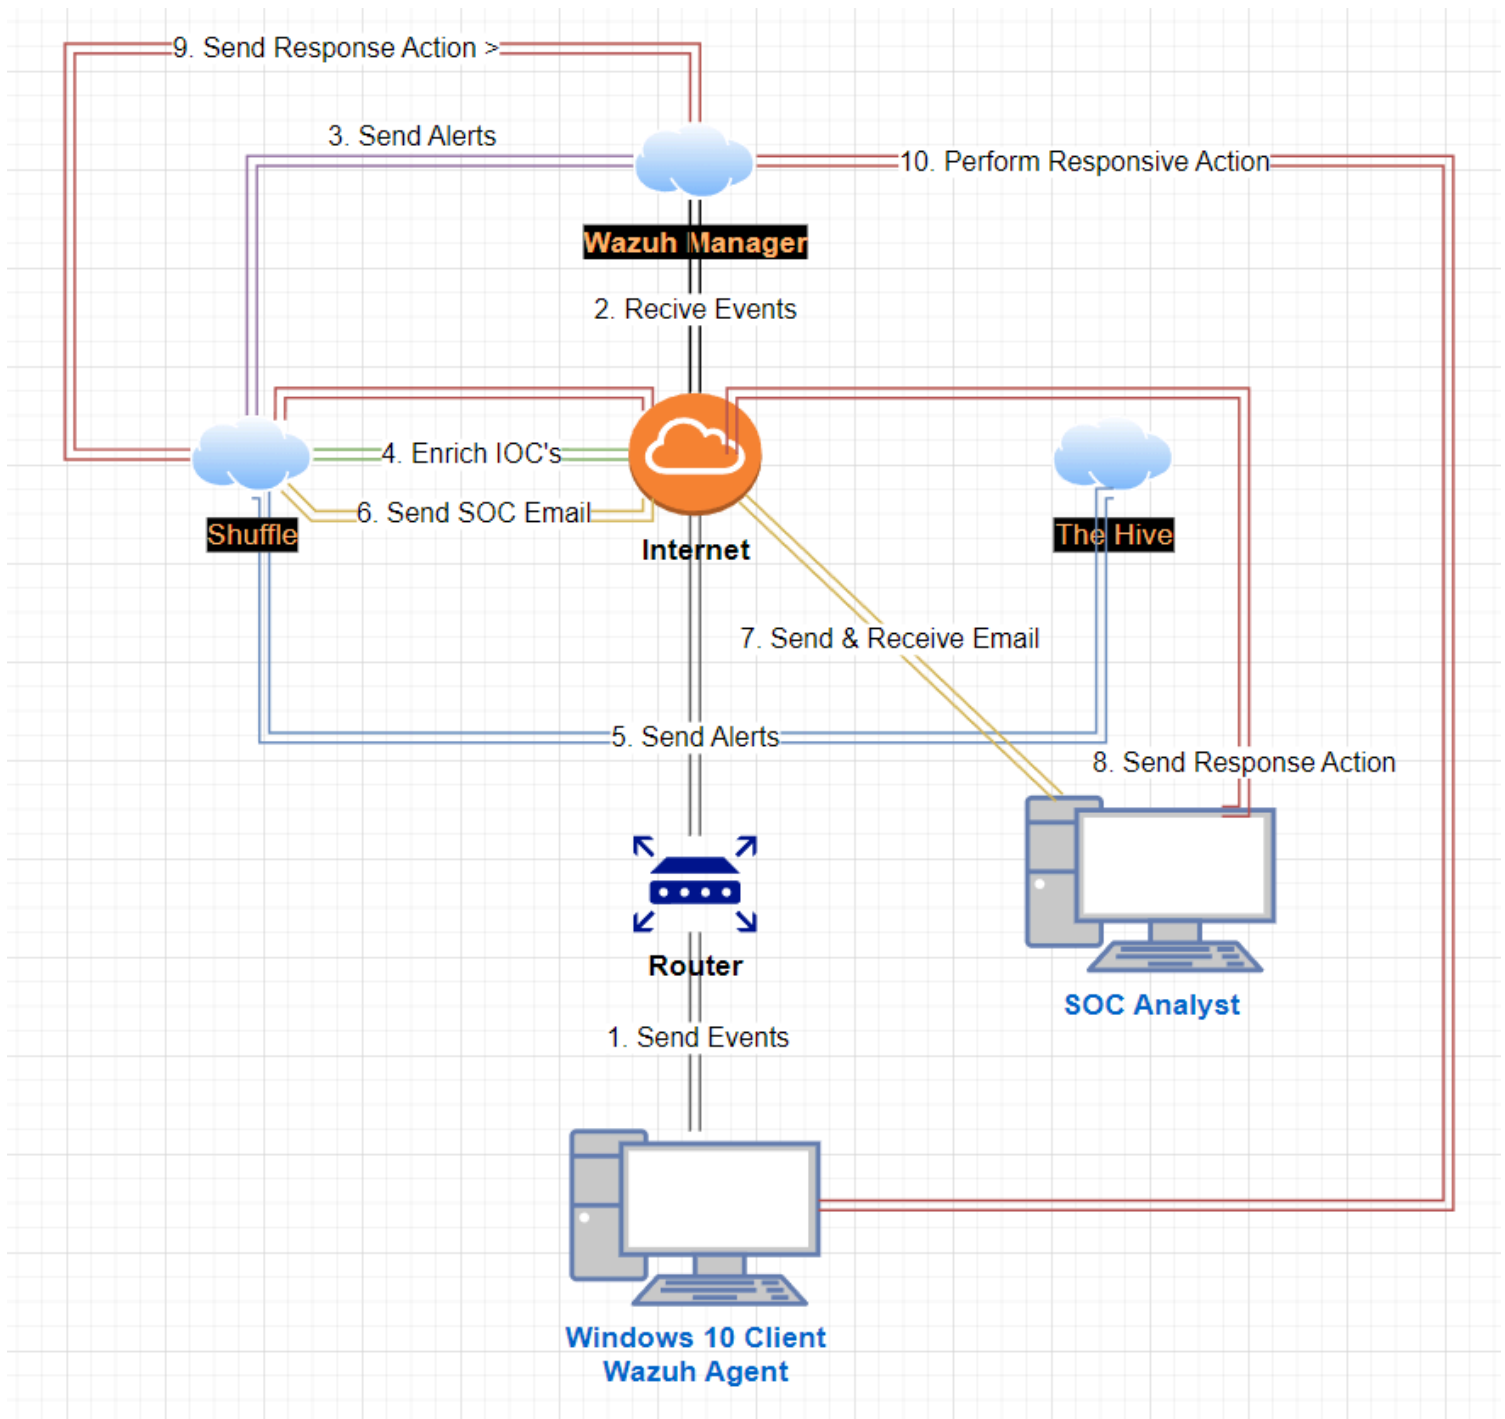 9. Send Response Action >
3. Send Alerts
10. Perform Responsive Action
Wazuh Manager
2. Recive Events
4. Enrich IOC's
6. Send SOC Email
Shuffle
Internet
The Hive
7. Send & Receive Email
5. Send Alerts
8. Send Response Action
Router
SOC Analyst
1. Send Events
Windows 10 Client
Wazuh Agent